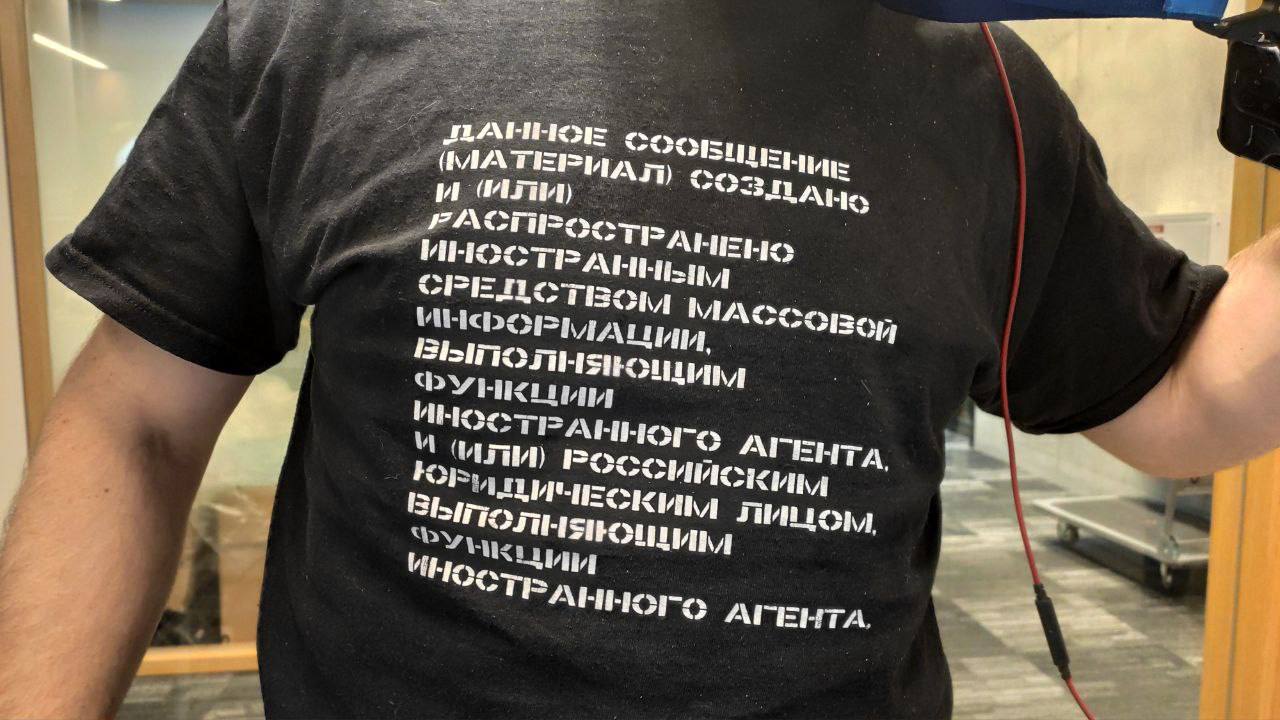 ДАННОЕ СООБЩЕНИЕ
(МАТЕРИАЛ) СОЗДАНО
И (ИЛИ)
РАСПРОСТРАНЕНО
ИНОСТРАННЫМ
СРЕДСТВОМ МАССОВОЙ
ИНФОРМАЦИИ,
ВЫПОЛНЯЮЩИМ
ФУНКЦИИ
ИНОСТРАННОГО АГЕНТА,
И (ИЛИ) РОССИЙСКИМ
ЮРИДИЧЕСКИМ ЛИЦОМ,
ВЫПОЛНЯЮЩИМ
ФУНКЦИИ
ИНОСТРАННОГО АГЕНТА.